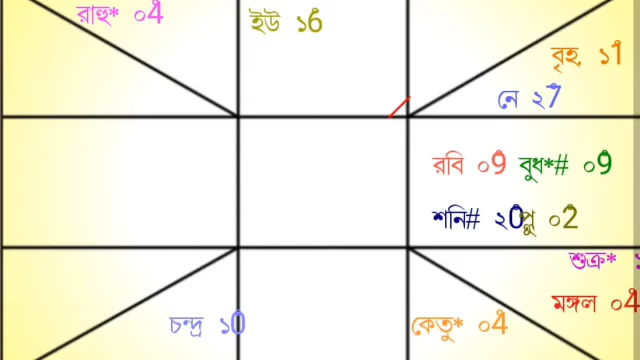 রাহু* ০4
ইউ ১6
বৃহ. ১1
নে ২7
রবি ০9 বুধ*# ০9
শনি# ২0 প্লু ০2
শুক্র*
মঙ্গল ০4
চন্দ্র ১0
কেতু* ০4